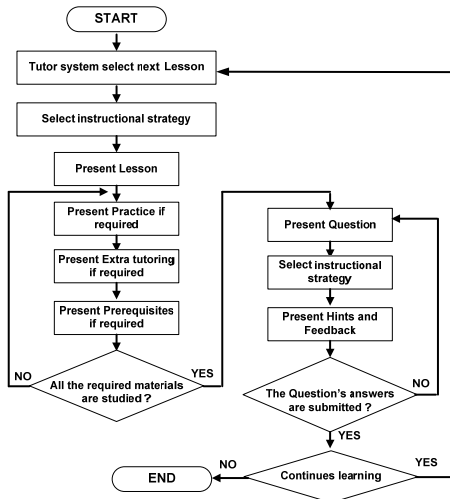 START
Tutor system select next Lesson
Select instructional strategy
Present Lesson
Present Practice if
required
Present Extra tutoring
if required
Present Prerequisites
if required
All the required materials
are studied ?
NO
YES
Present Question
Select instructional
strategy
Present Hints and
Feedback
The Question's answers
are submitted ?
NO
YES
Continues learning
NO
YES
END